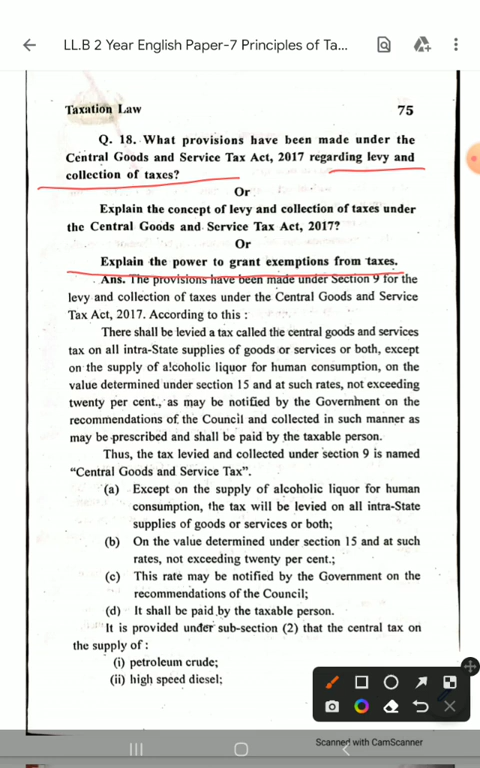 LL.B 2 Year English Paper-7 Principles of Ta...
Taxation Law 75
Q. 18. What provisions have been made under the
Central Goods and Service Tax Act, 2017 regarding levy and
collection of taxes?
Or
Explain the concept of levy and collection of taxes under
the Central Goods and Service Tax Act, 2017?
Or
Explain the power to grant exemptions from taxes.
Ans. The provisions have been made under Section 9 for the
levy and collection of taxes under the Central Goods and Service
Tax Act, 2017. According to this :
There shall be levied a tax called the central goods and services
tax on all intra-State supplies of goods or services or both, except
on the supply of alcoholic liquor for human consumption, on the
value determined under section 15 and at such rates, not exceeding
twenty per cent., as may be notified by the Government on the
recommendations of the Council and collected in such manner as
may be prescribed and shall be paid by the taxable person.
Thus, the tax levied and collected under section 9 is named
“Central Goods and Service Tax”.
(a) Except on the supply of alcoholic liquor for human
consumption, the tax will be levied on all intra-State
supplies of goods or services or both;
(b) On the value determined under section 15 and at such
rates, not exceeding twenty per cent.;
(c) This rate may be notified by the Government on the
recommendations of the Council;
(d) It shall be paid by the taxable person.
It is provided under sub-section (2) that the central tax on
the supply of :
(i) petroleum crude;
(ii) high speed diesel;
Scanned with CamScanner